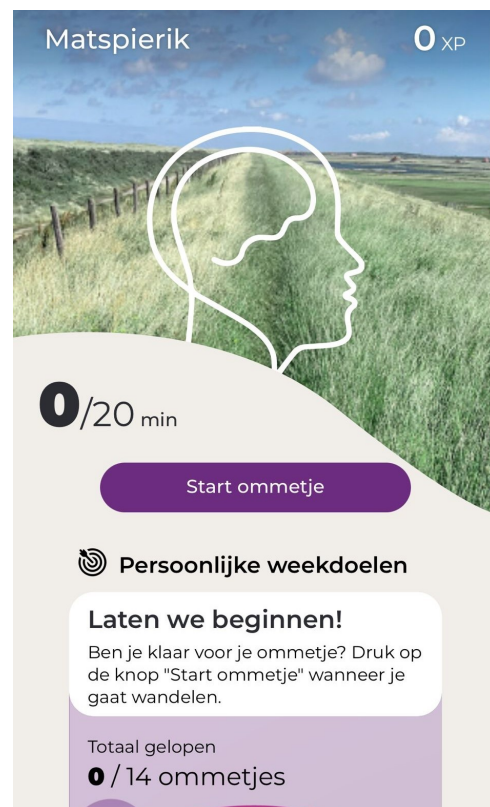 Matspierik
0 XP
0/20 min
Start ommetje
Persoonlijke weekdoelen
Laten we beginnen!
Ben je klaar voor je ommetje? Druk op
de knop "Start ommetje" wanneer je
gaat wandelen.
Totaal gelopen
0 / 14 ommetjes